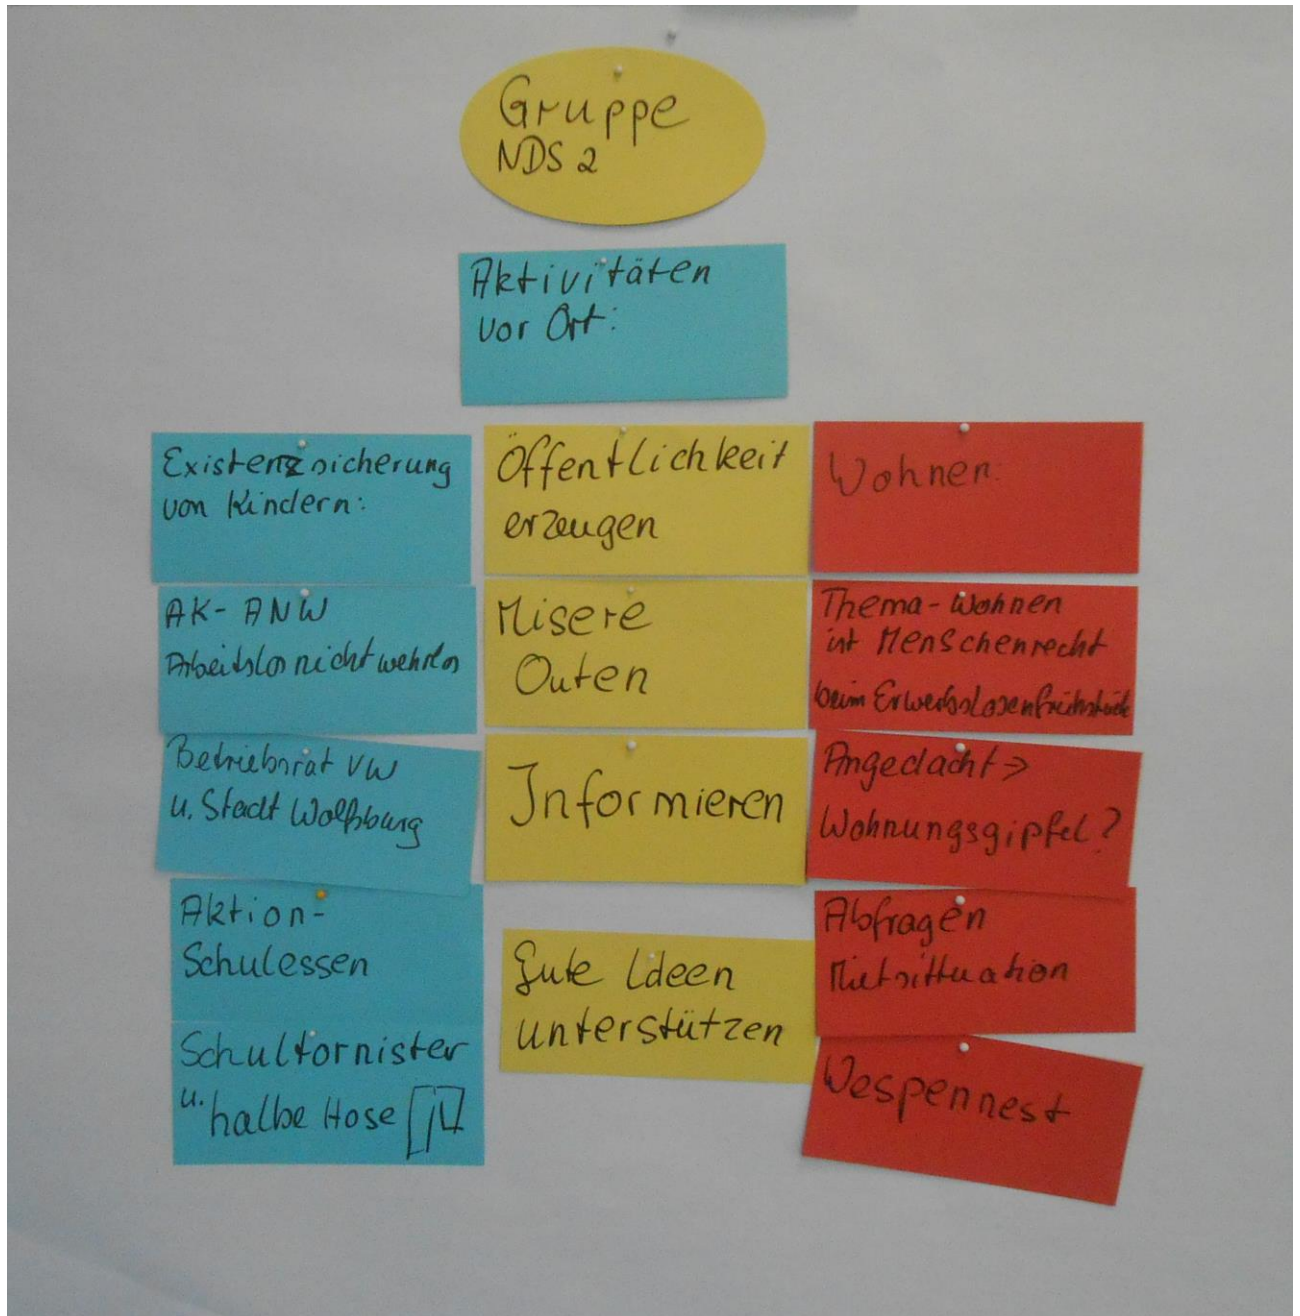 Gruppe
NDS 2
Aktivitäten
vor Ort:
Existenzsicherung
von Kindern:
AK-ANW
Arbeitslos nicht wehrlos
Betriebsrat VW
u. Stadt Wolfsburg
Aktion-
Schulessen
Schultornister
u. halbe Hose
Öffentlichkeit
erzeugen
Misere
Outen
Informieren
Gute Ideen
unterstützen
Wohnen:
Thema-Wohnen
ist Menschenrecht
beim Erwerbslosenfrühstück
Angedacht →
Wohnungsgipfel?
Abfragen
Mietsittuation
Wespennest